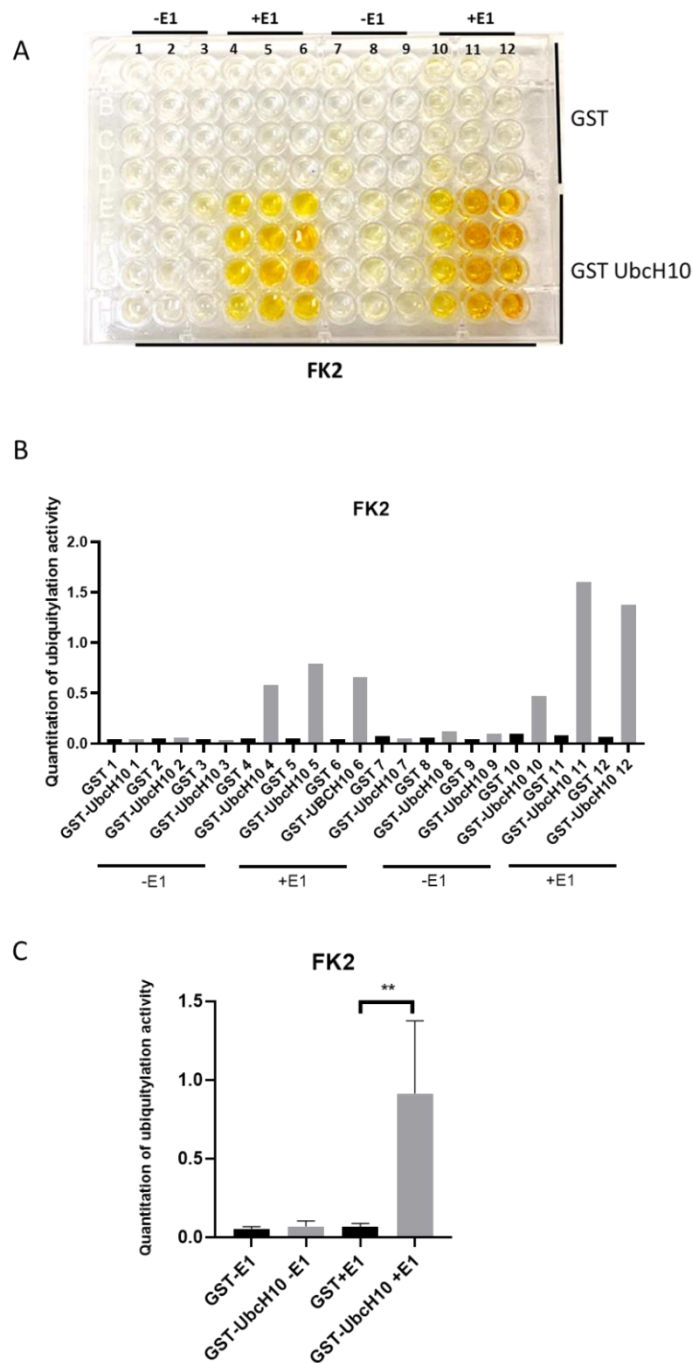 -E1 +E1 -E1 +E1
A
1 2 3 4 5 6 7 8 9 10 11 12
B
C
D
E
G
H
GST
GST UbcH10
FK2
B
FK2
Quantitation of ubiquitylation activity
2.0
1.5
1.0
0.5
0.0
GST 1
GST-UbcH10 1
GST 2
GST-UbcH10 2
GST 3
GST-UbcH10 3
GST 4
GST-UbcH10 4
GST 5
GST-UbcH10 5
GST 6
GST-UBCH10 6
GST 7
GST-UbcH10 7
GST 8
GST-UbcH10 8
GST 9
GST-UbcH10 9
GST 10
GST-UbcH10 10
GST 11
GST-UbcH10 11
GST 12
GST-UbcH10 12
-E1 +E1 -E1 +E1
C
FK2
Quantitation of ubiquitylation activity
1.5
1.0
0.5
0.0
**
GST-E1
GST-UbcH10 -E1
GST+E1
GST-UbcH10 +E1